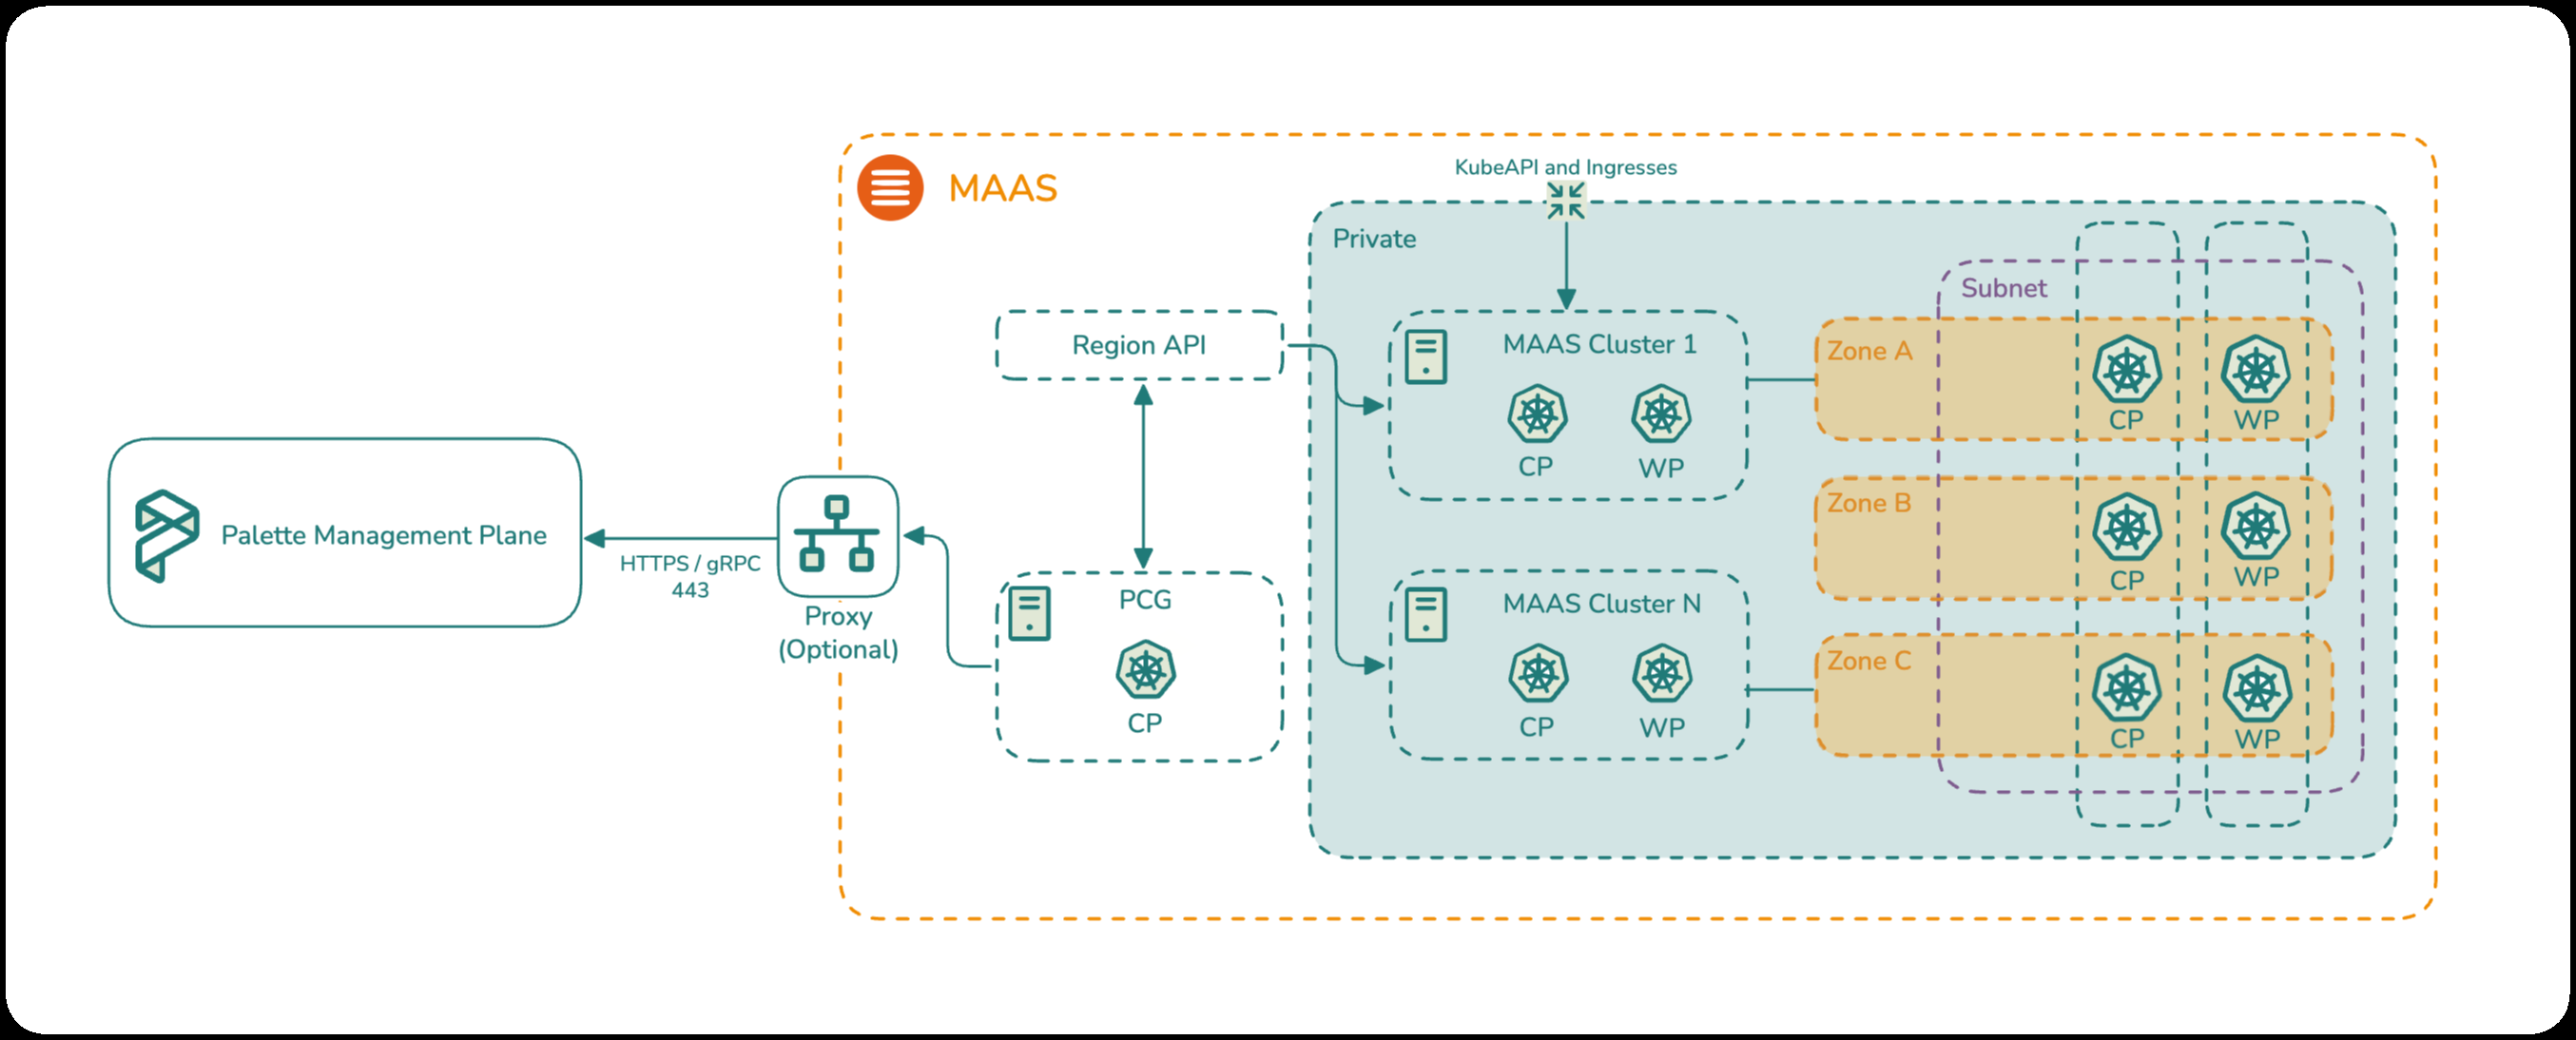 MAAS
KubeAPI and Ingresses
Private
Subnet
Region API
MAAS Cluster 1
CP
WP
Zone A
CP
WP
Palette Management Plane
HTTPS / gRPC
443
Proxy
(Optional)
PCG
CP
MAAS Cluster N
CP
WP
Zone B
CP
WP
Zone C
CP
WP